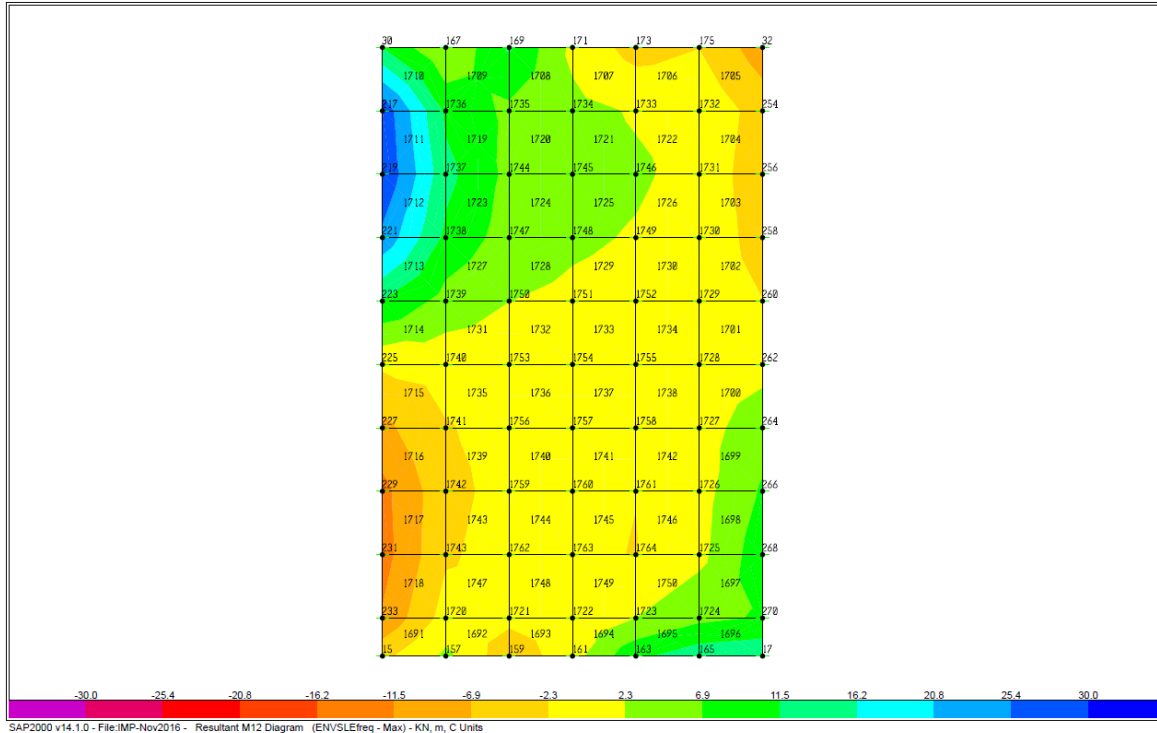 30 167 169 171 173 175 32
1710 1709 1708 1707 1706 1705
217 1736 1735 1734 1733 1732 254
1711 1719 1720 1721 1722 1704
219 1737 1744 1745 1746 1731 256
1712 1723 1724 1725 1726 1703
221 1738 1747 1748 1749 1730 258
1713 1727 1728 1729 1730 1702
223 1739 1750 1751 1752 1729 260
1714 1731 1732 1733 1734 1701
225 1740 1753 1754 1755 1728 262
1715 1735 1736 1737 1738 1700
227 1741 1756 1757 1758 1727 264
1716 1739 1740 1741 1742 1699
229 1742 1759 1760 1761 1726 266
1717 1743 1744 1745 1746 1698
231 1743 1762 1763 1764 1725 268
1718 1747 1748 1749 1750 1697
233 1720 1721 1722 1723 1724 270
1691 1692 1693 1694 1695 1696
15 157 159 161 163 165 17
-30.0 -25.4 -20.8 -16.2 -11.5 -6.9 -2.3 2.3 6.9 11.5 16.2 20.8 25.4 30.0
SAP2000 v14.1.0 - File:IMP-Nov2016 - Resultant M12 Diagram (ENVSLEfreq - Max) - KN, m, C Units